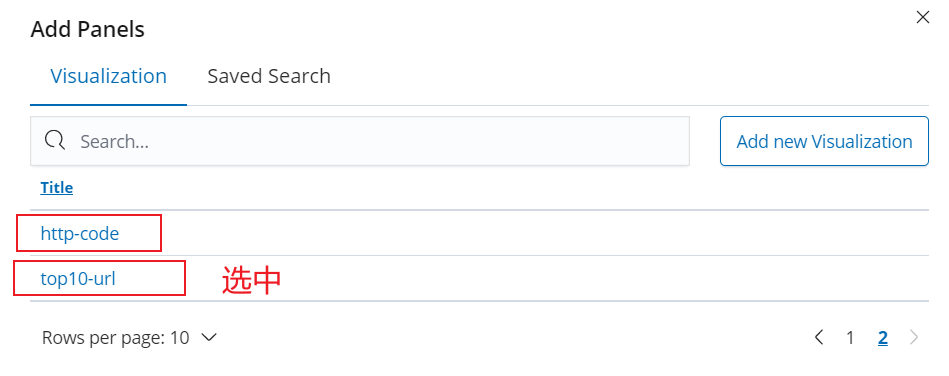 Add Panels
Visualization Saved Search
Search...
Add new Visualization
Title
http-code
top10-url
选中
Rows per page: 10
1 2